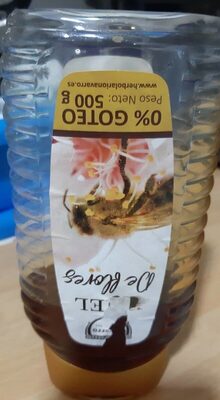 MIEL
De flores
0% GOTEO
Peso Neto:
500 g
www.herbolarionavarro.es